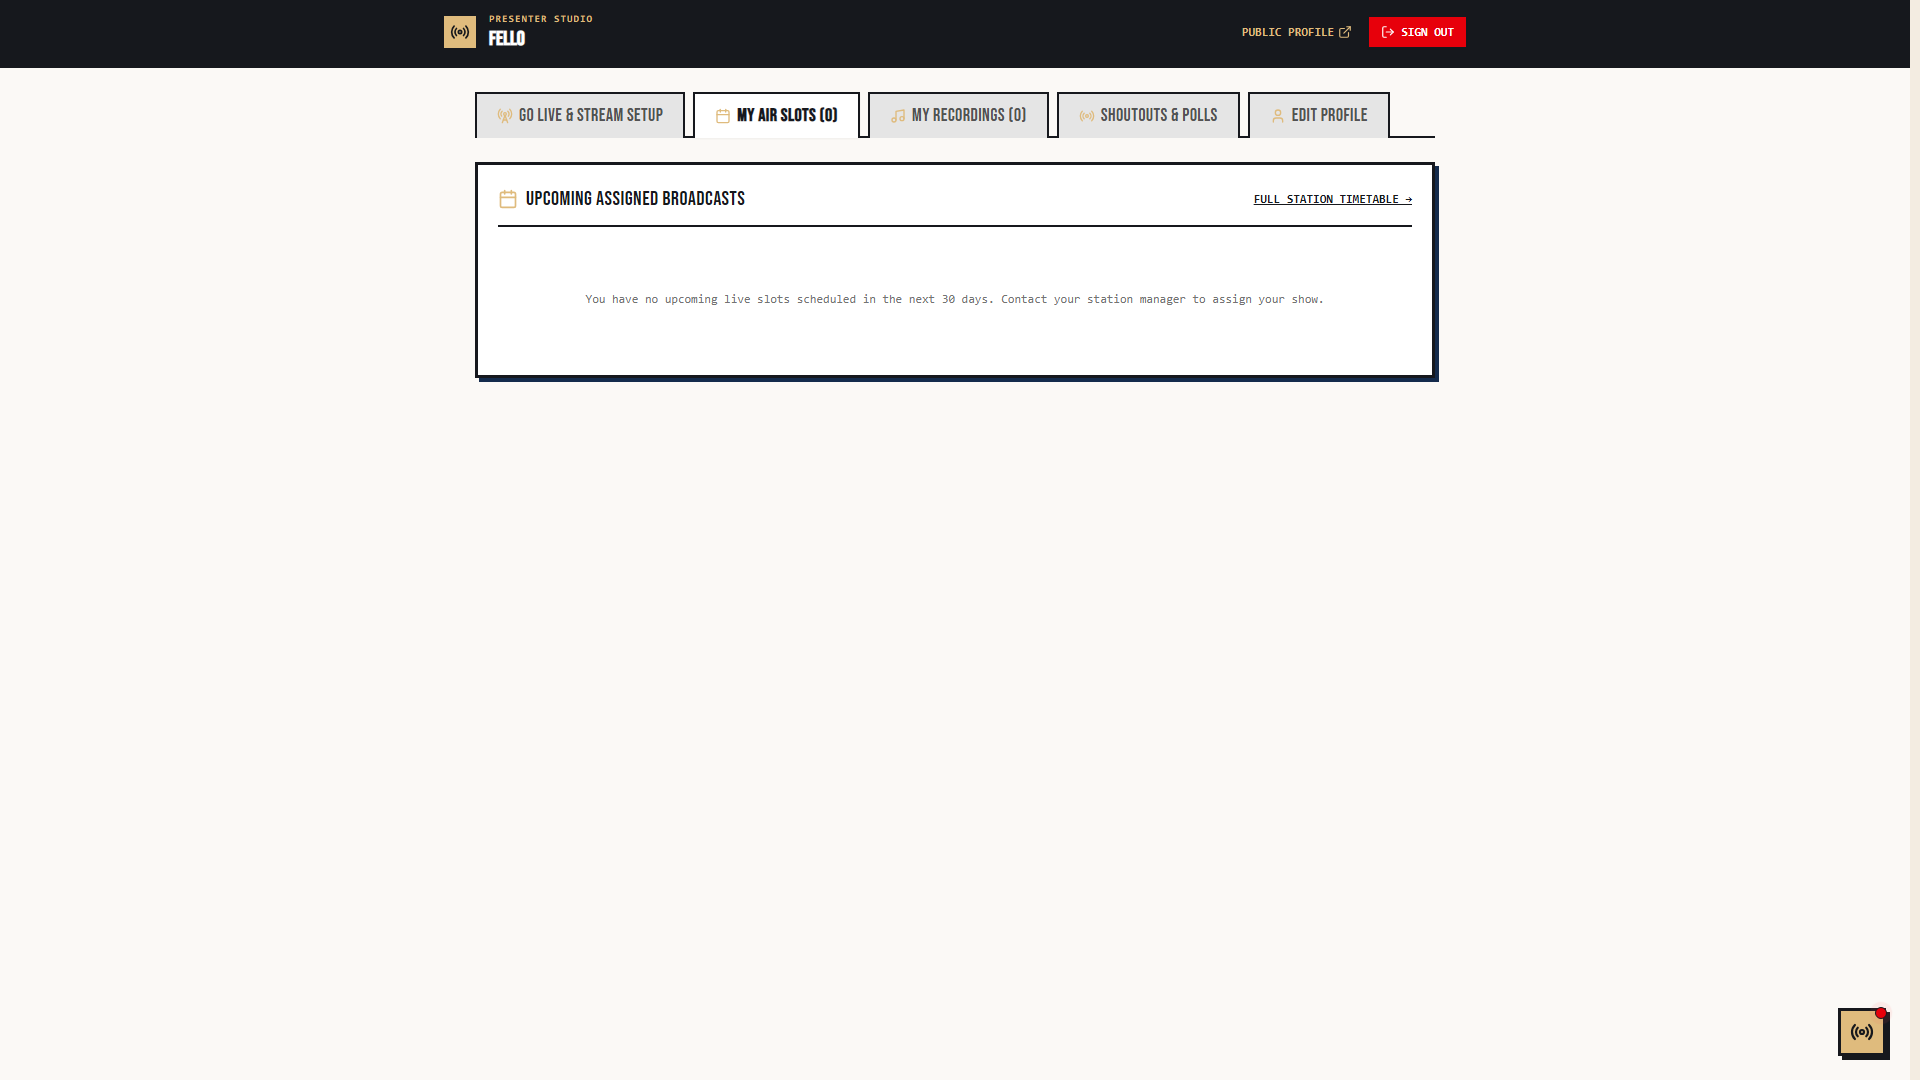 PRESENTER STUDIO
FELLO
PUBLIC PROFILE
SIGN OUT
GO LIVE & STREAM SETUP
MY AIR SLOTS (0)
MY RECORDINGS (0)
SHOUTOUTS & POLLS
EDIT PROFILE
UPCOMING ASSIGNED BROADCASTS
FULL STATION TIMETABLE →
You have no upcoming live slots scheduled in the next 30 days. Contact your station manager to assign your show.